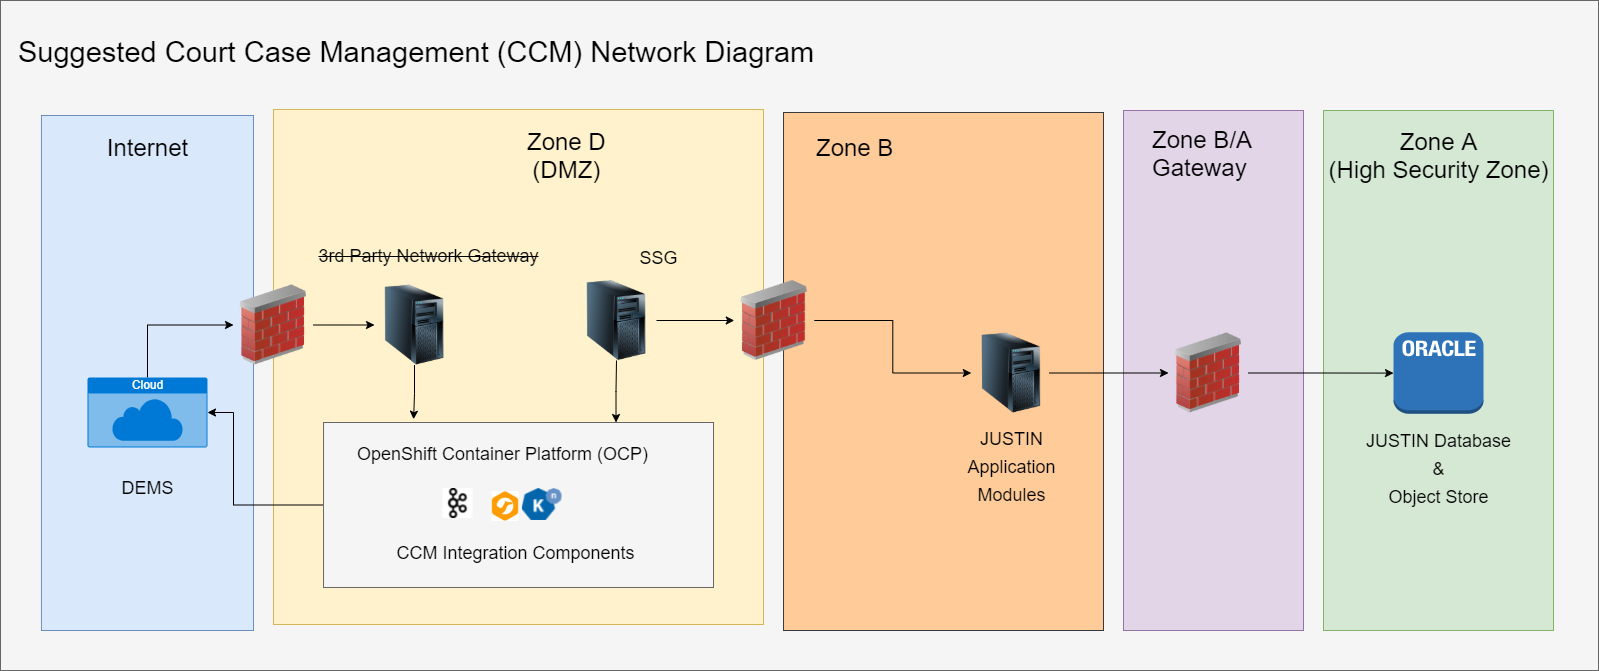 Suggested Court Case Management (CCM) Network Diagram
Internet
Zone D
(DMZ)
Zone B
Zone B/A
Gateway
Zone A
(High Security Zone)
3rd Party Network Gateway
SSG
Cloud
DEMS
OpenShift Container Platform (OCP)
K
n
CCM Integration Components
JUSTIN
Application
Modules
ORACLE
JUSTIN Database
&
Object Store